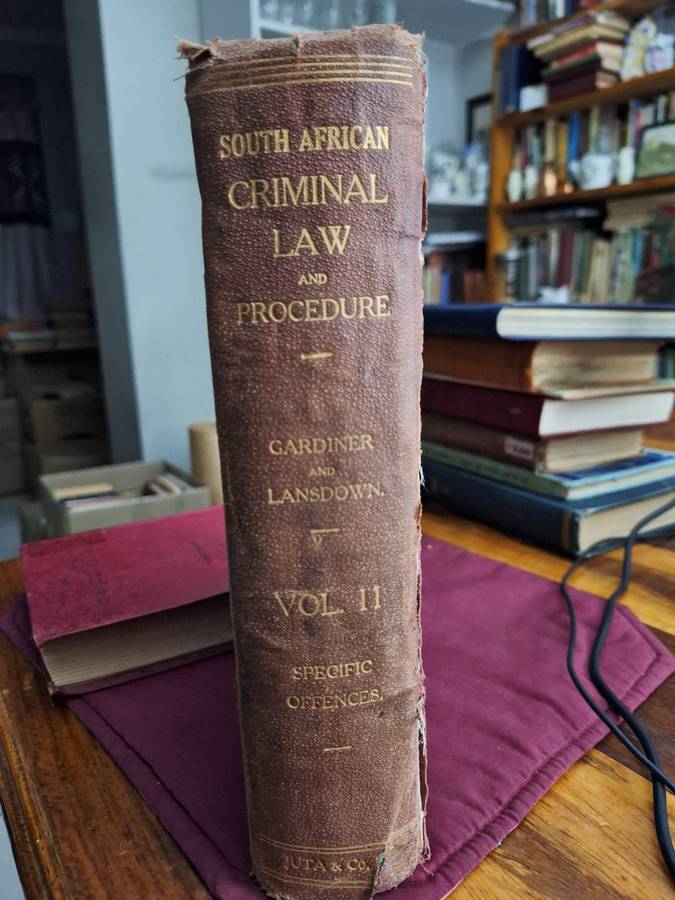 SOUTH AFRICAN
CRIMINAL
LAW
AND
PROCEDURE
GARDINER
AND
LANSDOWN.
VOL. II
SPECIFIC
OFFENCES.
JUTA & Co.